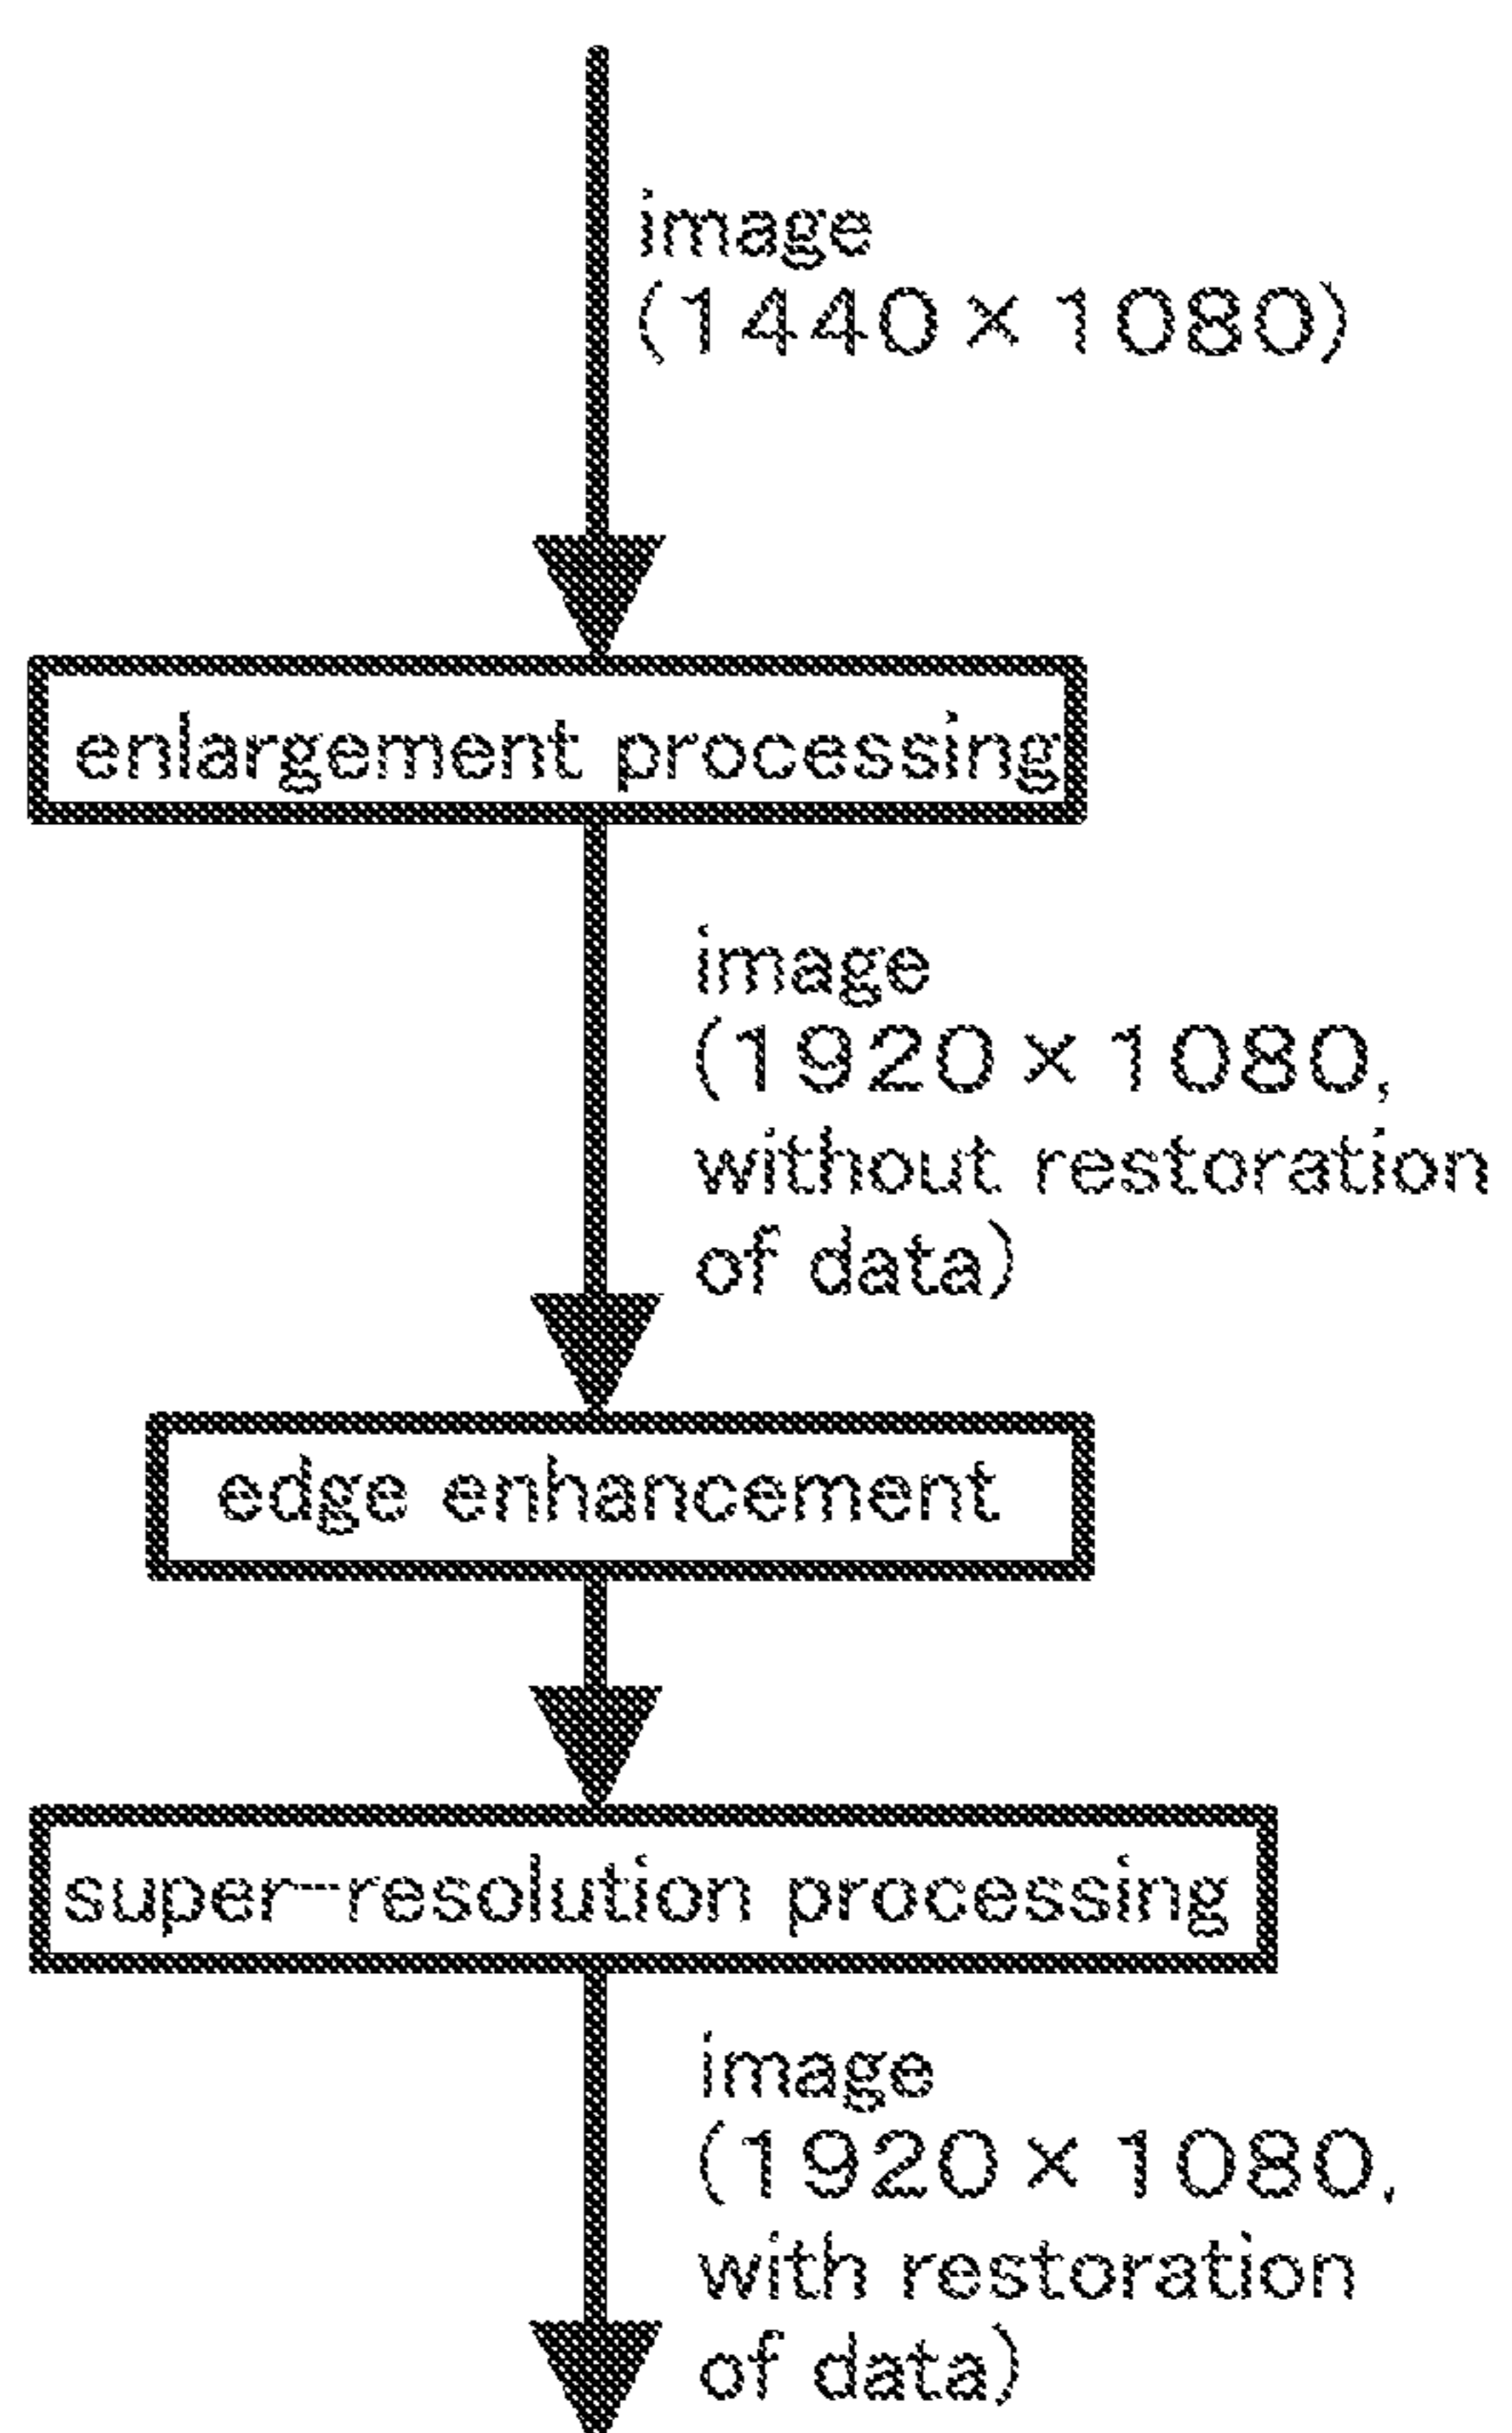 image
(1440×1080)
enlargement processing
image
(1920×1080,
without restoration
of data)
edge enhancement
super-resolution processing
image
(1920×1080,
with restoration
of data)